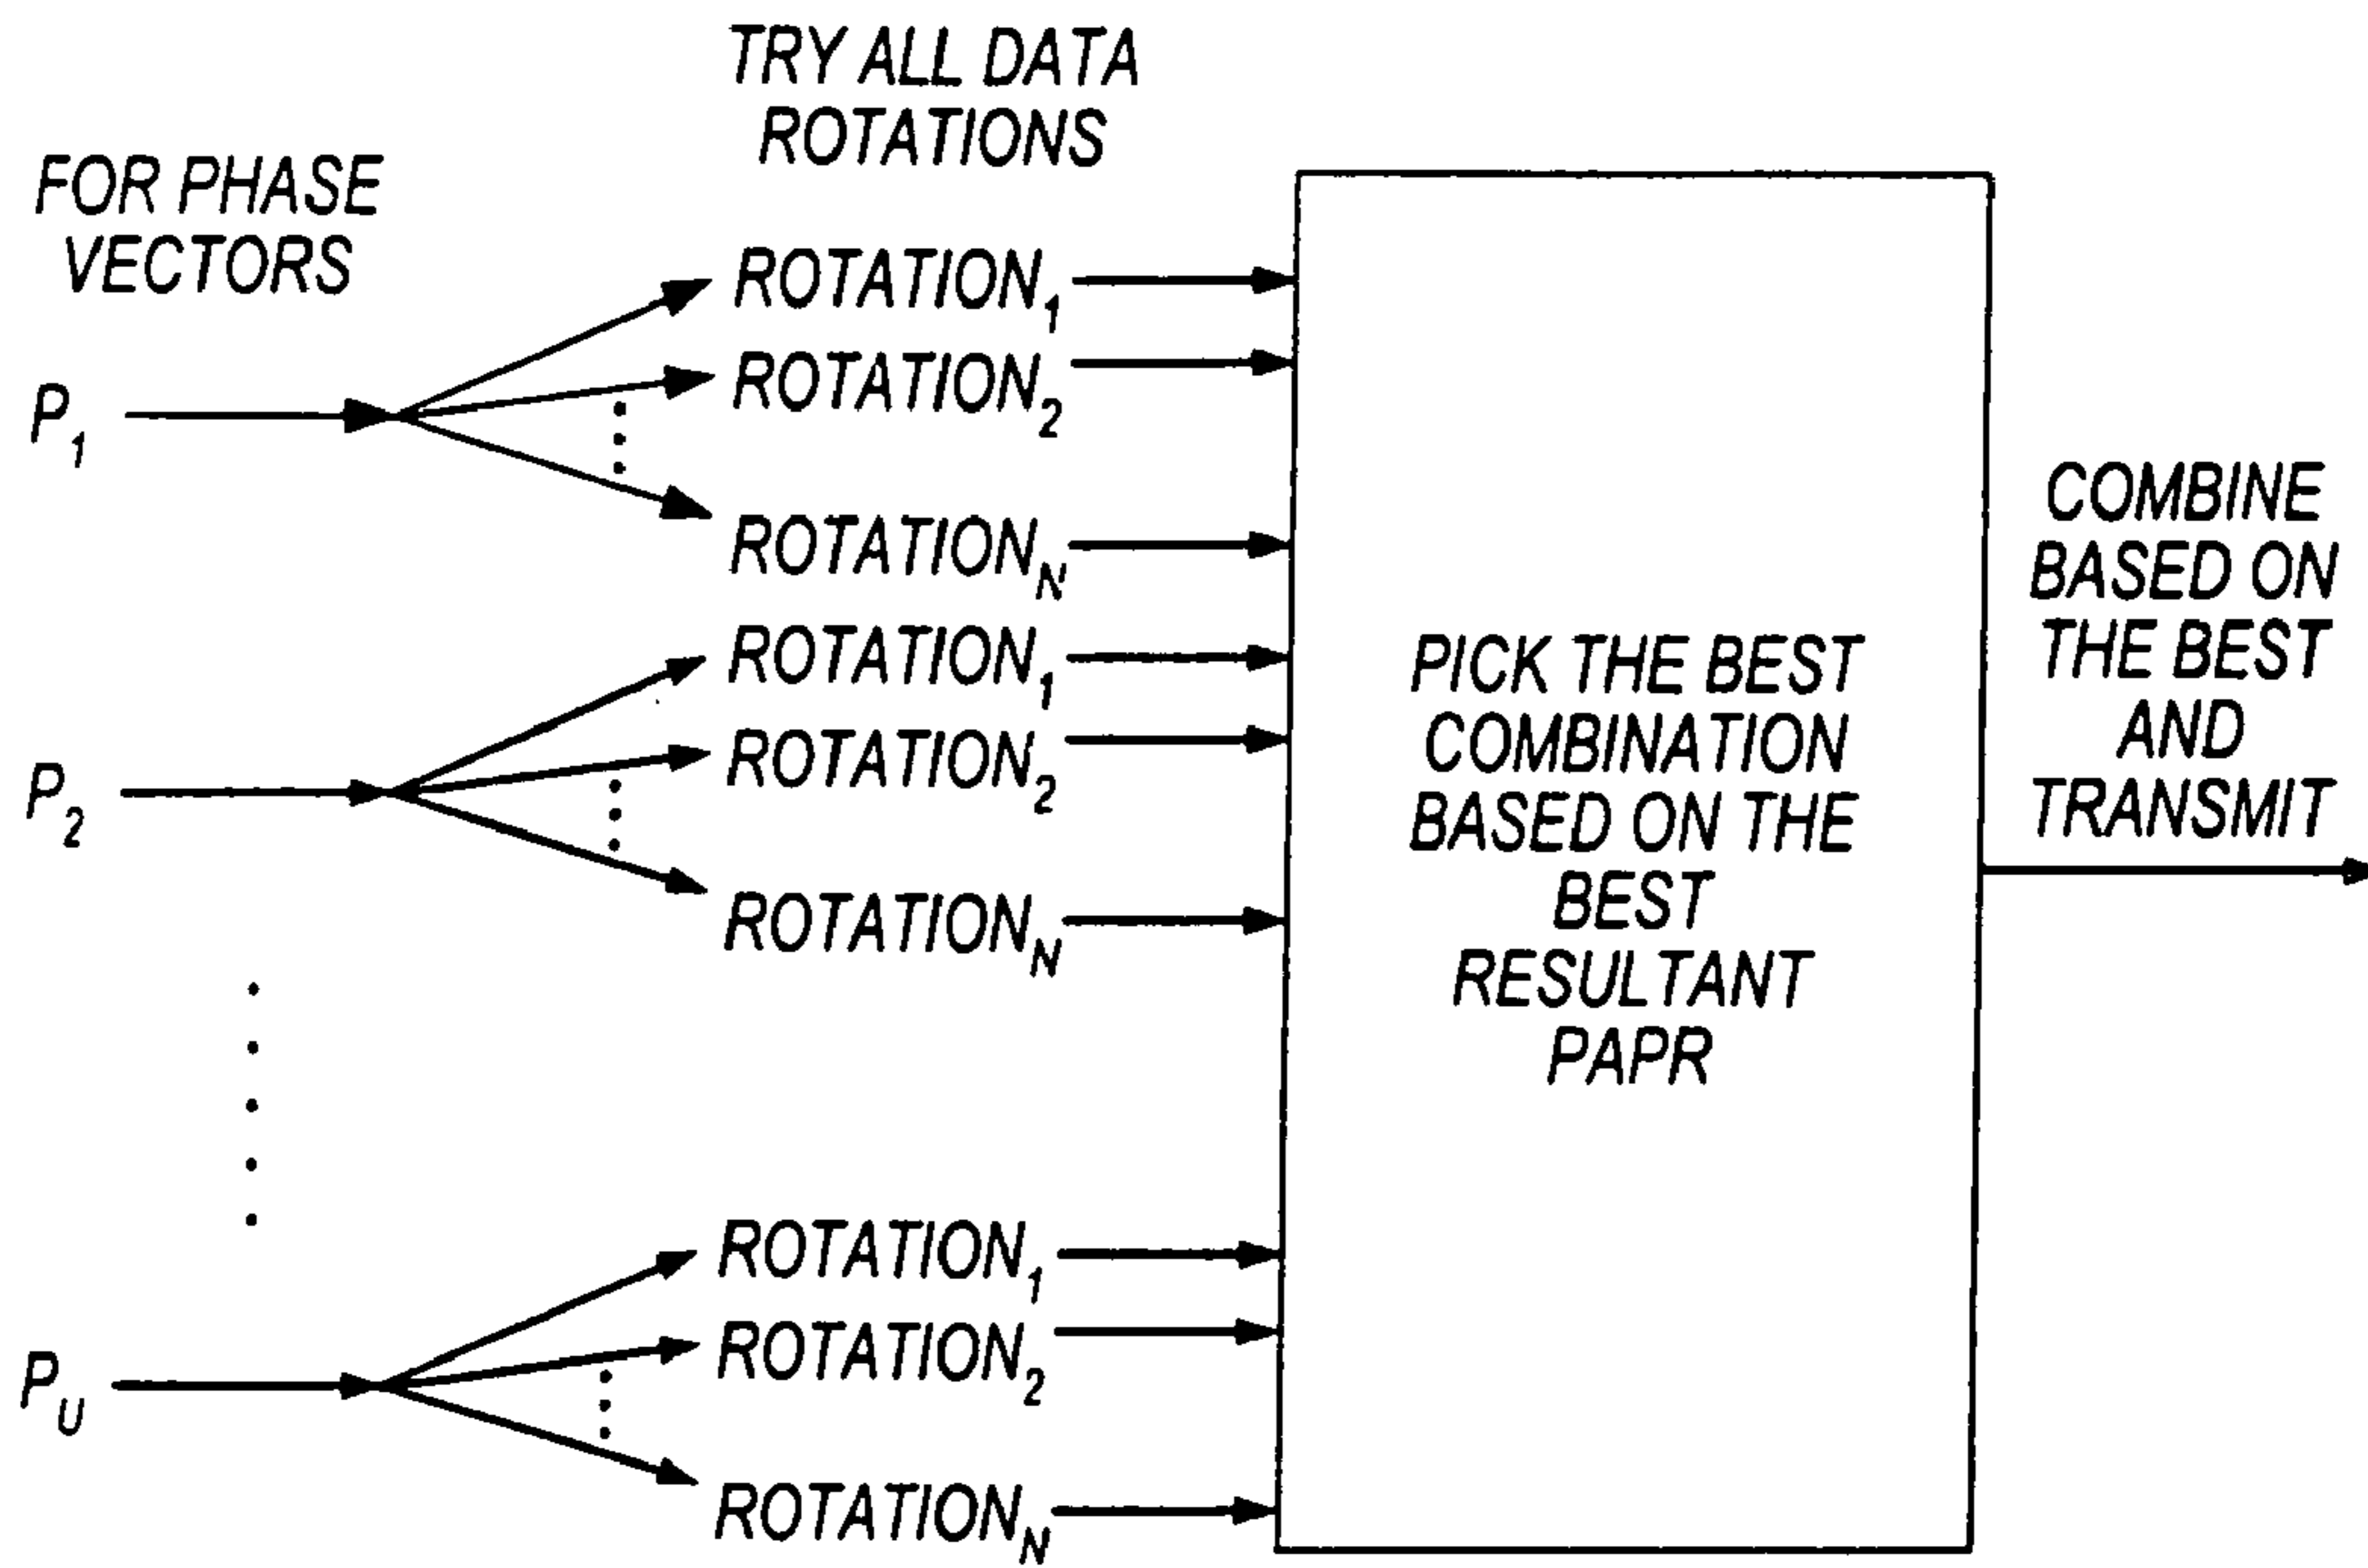 TRY ALL DATA
ROTATIONS
FOR PHASE
VECTORS
P1
ROTATION1
ROTATION2
ROTATIONN
P2
ROTATION1
ROTATION2
ROTATIONN
PU
ROTATION1
ROTATION2
ROTATIONN
PICK THE BEST
COMBINATION
BASED ON THE
BEST
RESULTANT
PAPR
COMBINE
BASED ON
THE BEST
AND
TRANSMIT